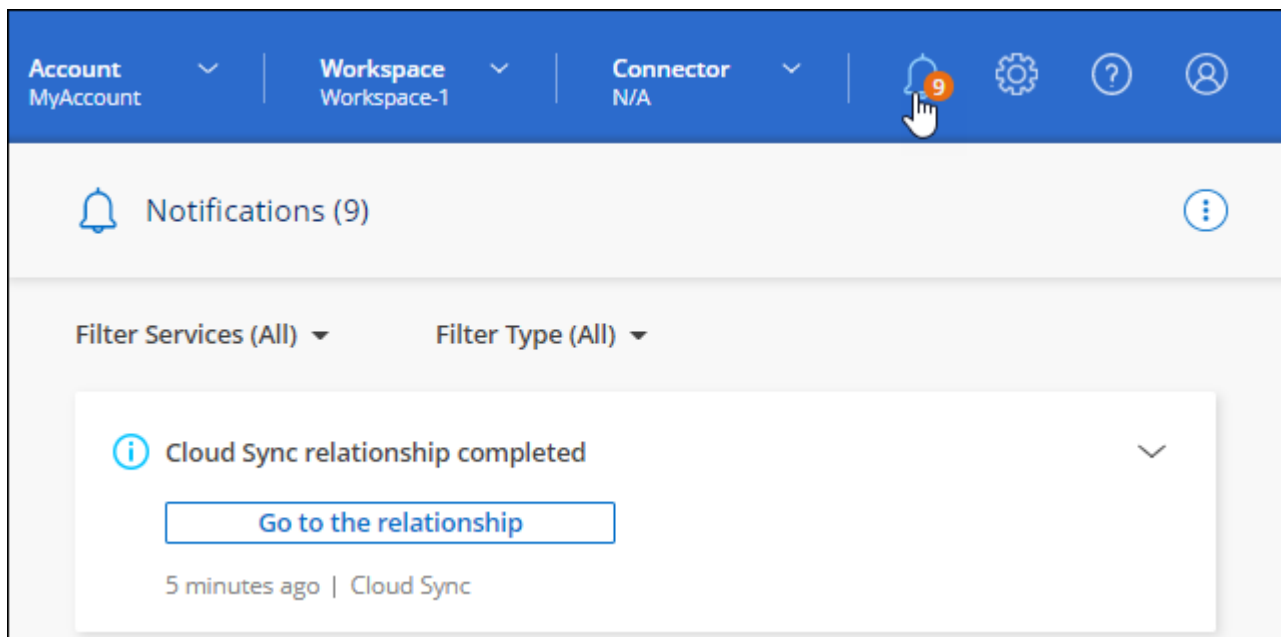 Account
MyAccount
Workspace
Workspace-1
Connector
N/A
9
?
Notifications (9)
Filter Services (All)
Filter Type (All)
i
Cloud Sync relationship completed
Go to the relationship
5 minutes ago | Cloud Sync